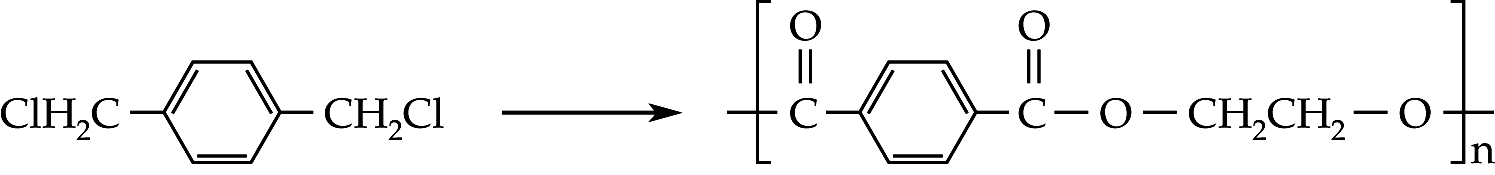 O O
ClH₂C CH₂Cl C C O CH₂CH₂ O
n